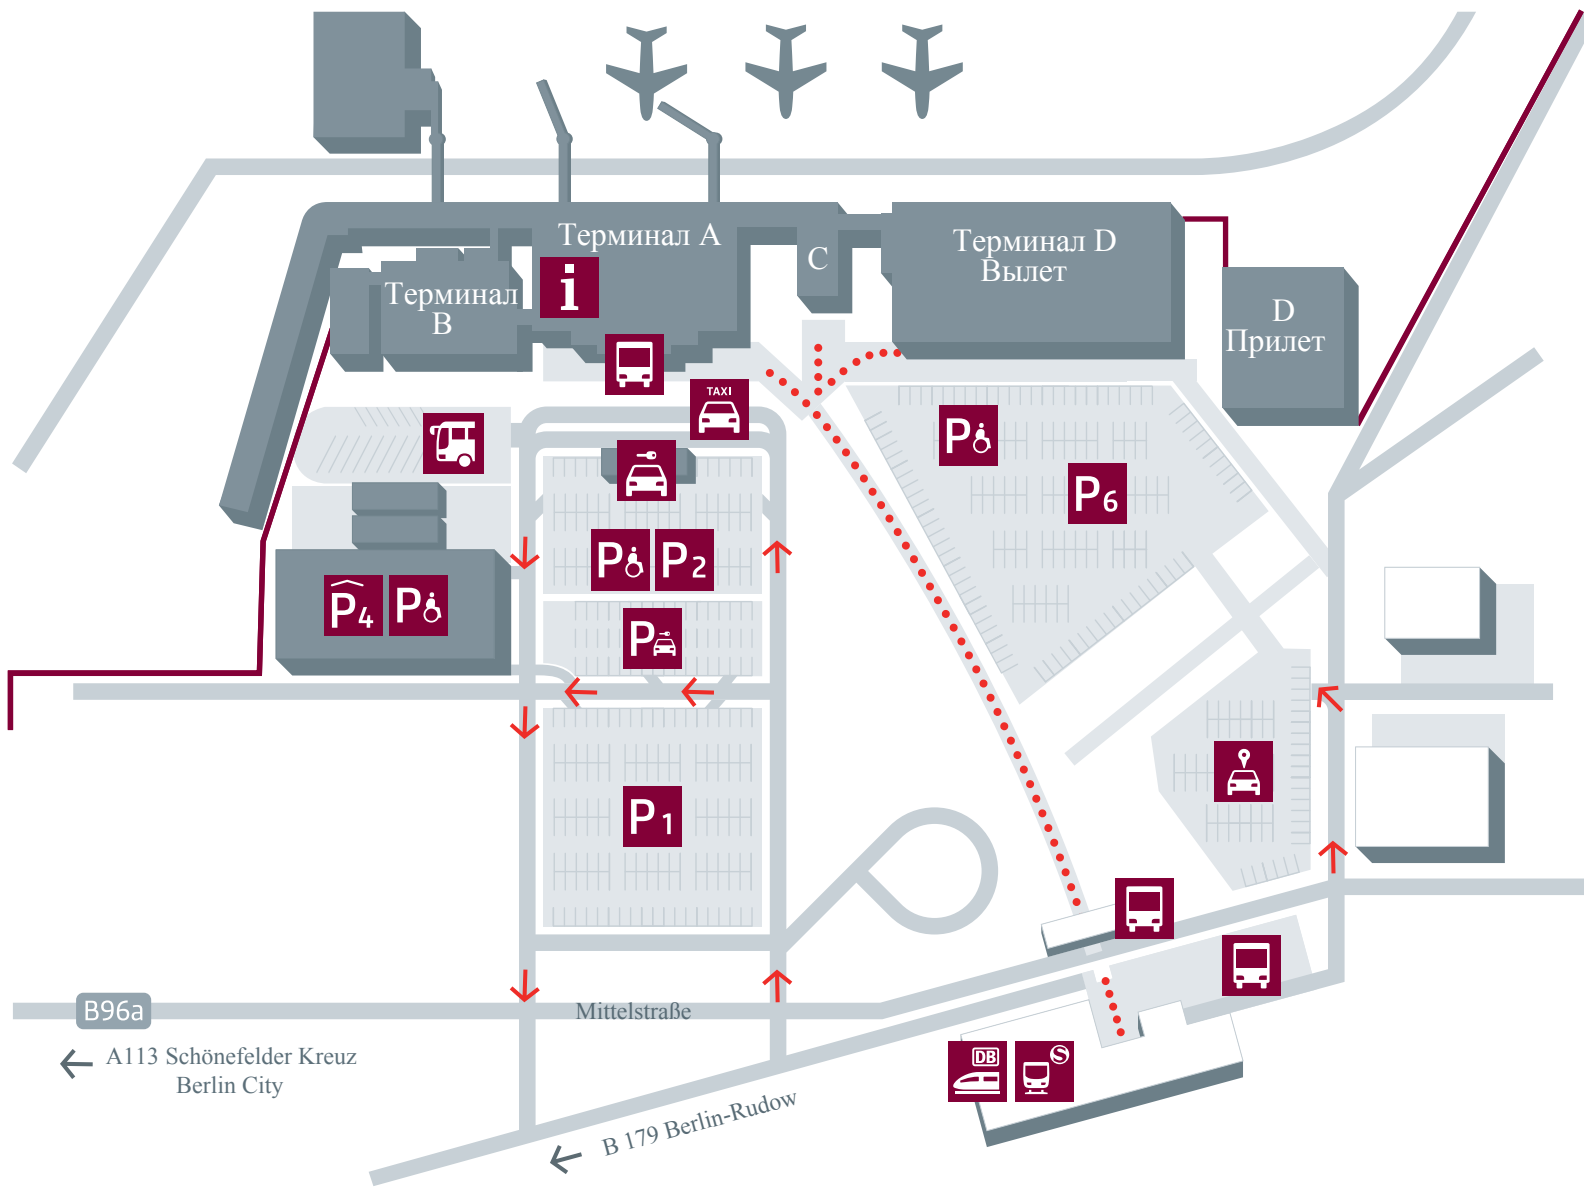 Терминал A
Терминал D
Вылет
C
i
Терминал
B
D
Прилет
TAXI
P
P6
P
P2
P4
P
P
P1
B96a
Mittelstraße
A113 Schönefelder Kreuz
Berlin City
DB
S
B 179 Berlin-Rudow